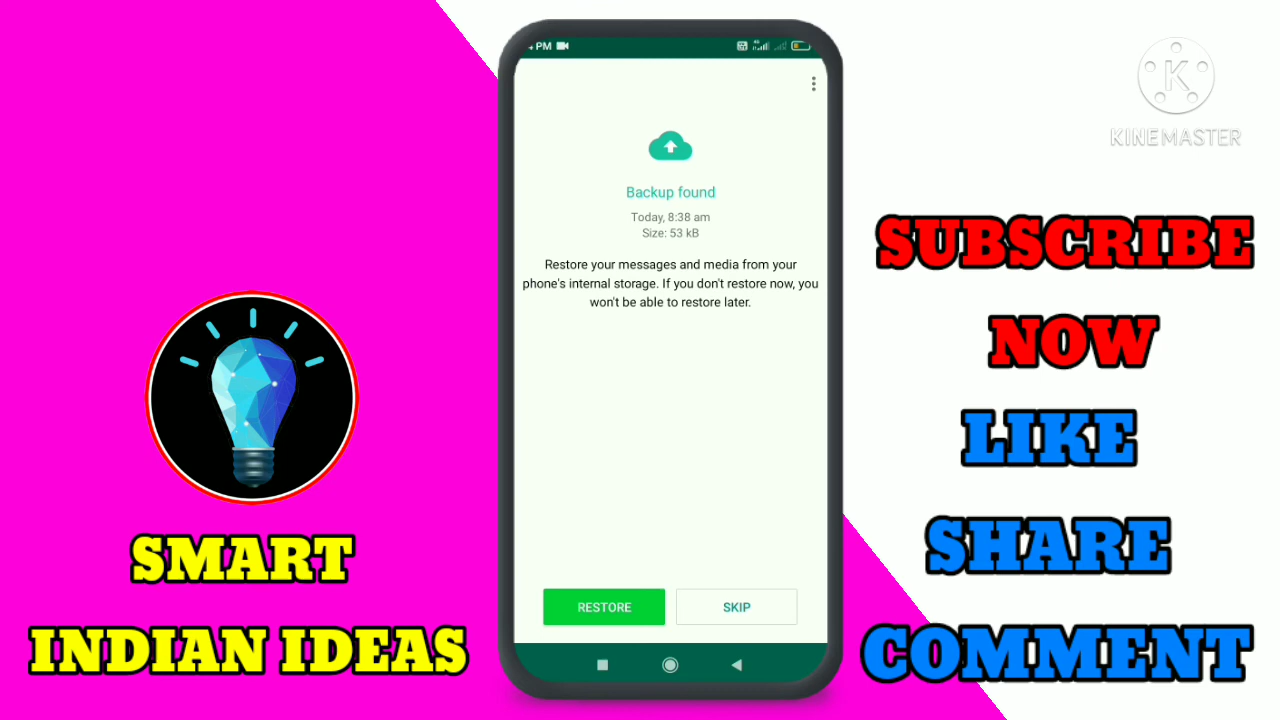 PM
K
KINEMASTER
Backup found
Today, 8:38 am
Size: 53 kB
Restore your messages and media from your
phone's internal storage. If you don't restore now, you
won't be able to restore later.
RESTORE
SKIP
SMART
INDIAN IDEAS
SUBSCRIBE
NOW
LIKE
SHARE
COMMENT